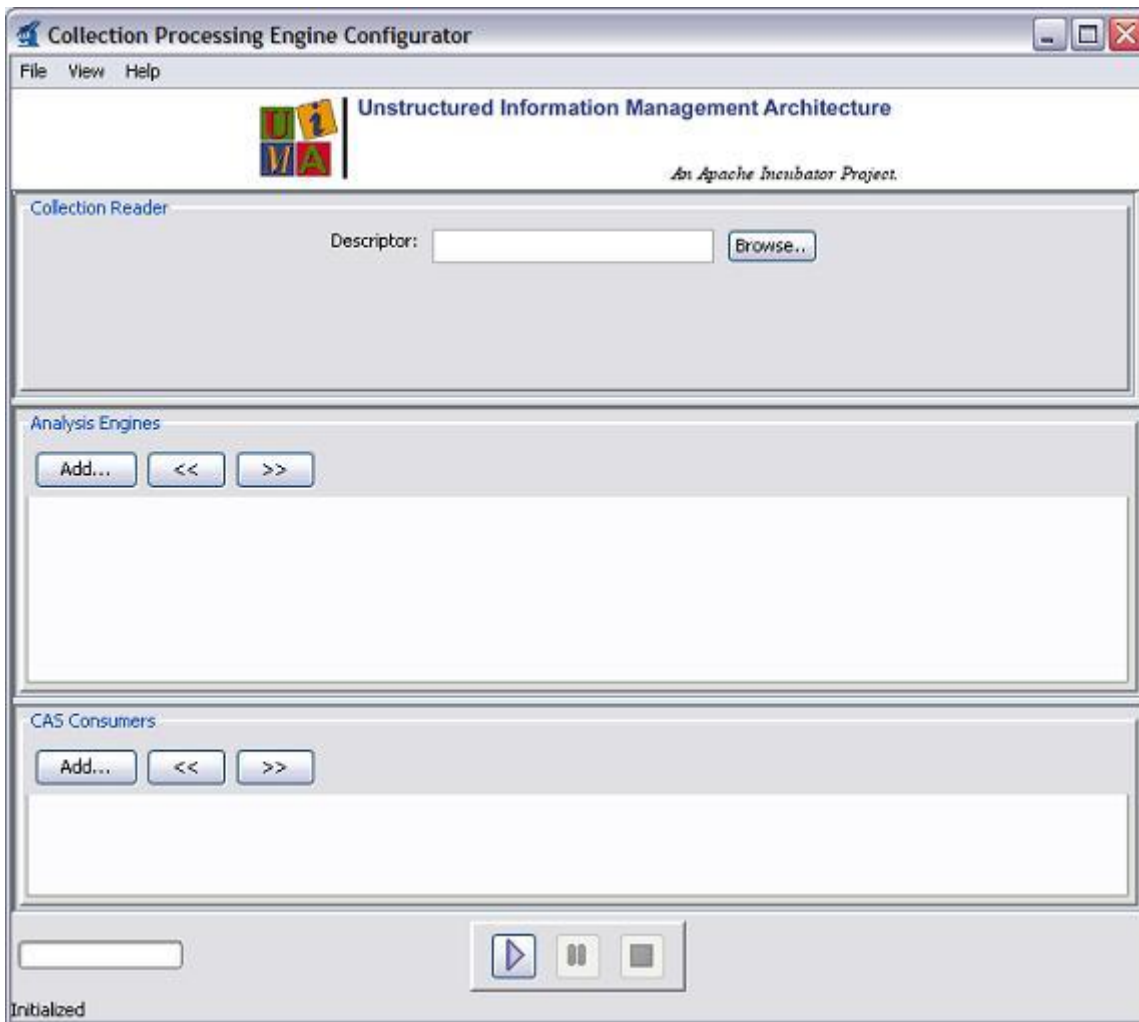 Collection Processing Engine Configurator
File View Help
UiMA
Unstructured Information Management Architecture
An Apache Incubator Project.
Collection Reader
Descriptor: Browse..
Analysis Engines
Add... << >>
CAS Consumers
Add... << >>
Initialized